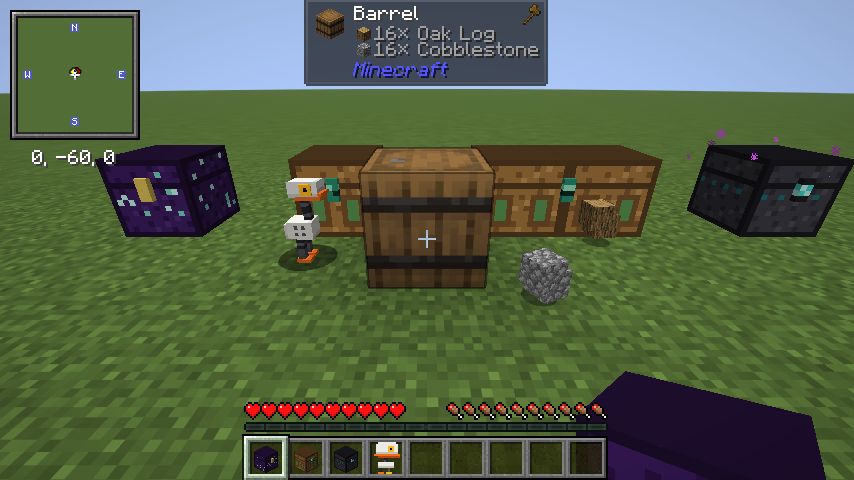 Barrel
16× Oak Log
16× Cobblestone
Minecraft
N
W E
S
0, -60, 0